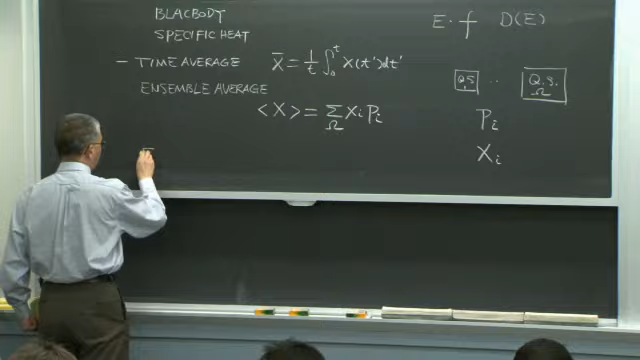 BLACBODY
SPECIFIC HEAT
– TIME AVERAGE X̄ = 1/t ∫₀ᵗ X(t')dt'
ENSEMBLE AVERAGE
<X> = Σ_Ω Xᵢ pᵢ
E · f D(E)
Q.S. ·· Q.S. Ω
Pᵢ
Xᵢ